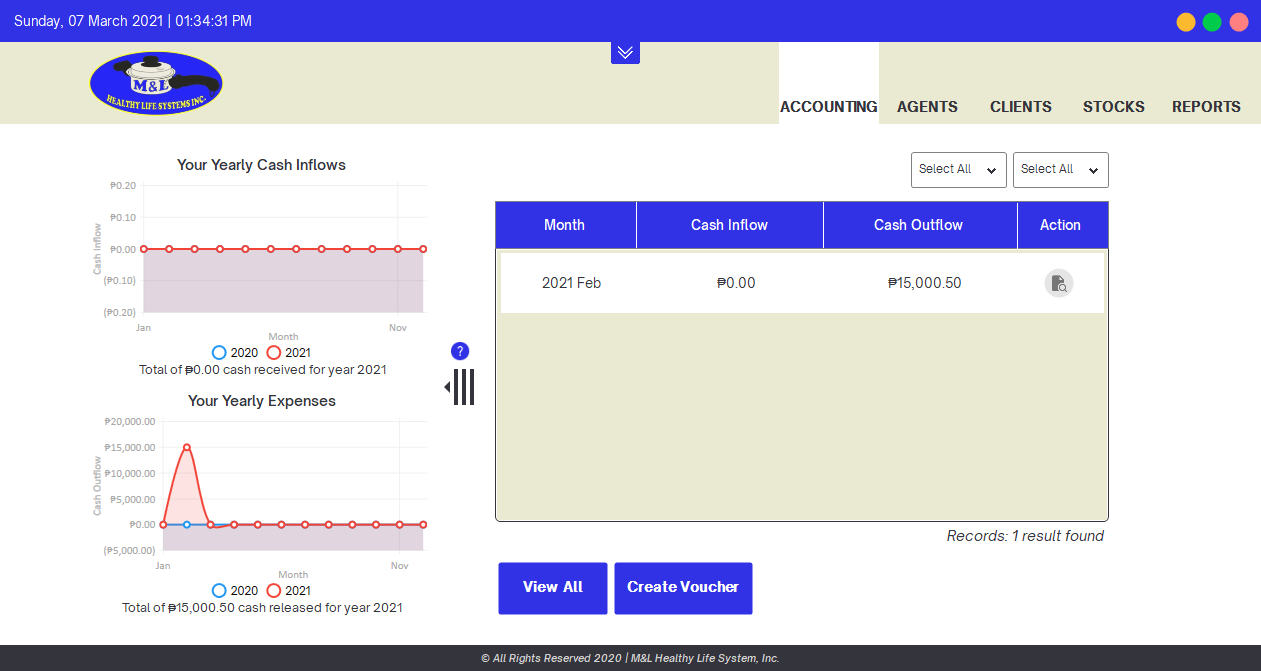 Sunday, 07 March 2021 | 01:34:31 PM
M&L
HEALTHY LIFE SYSTEMS INC.
ACCOUNTING AGENTS CLIENTS STOCKS REPORTS
Your Yearly Cash Inflows
₱0.20
₱0.10
₱0.00
(₱0.10)
(₱0.20)
Cash Inflow
Jan Nov
Month
2020 2021
Total of ₱0.00 cash received for year 2021
Your Yearly Expenses
₱20,000.00
₱15,000.00
₱10,000.00
₱5,000.00
₱0.00
(₱5,000.00)
Cash Outflow
Jan Nov
Month
2020 2021
Total of ₱15,000.50 cash released for year 2021
?
Select All Select All
Month Cash Inflow Cash Outflow Action
2021 Feb ₱0.00 ₱15,000.50
Records: 1 result found
View All Create Voucher
© All Rights Reserved 2020 | M&L Healthy Life System, Inc.